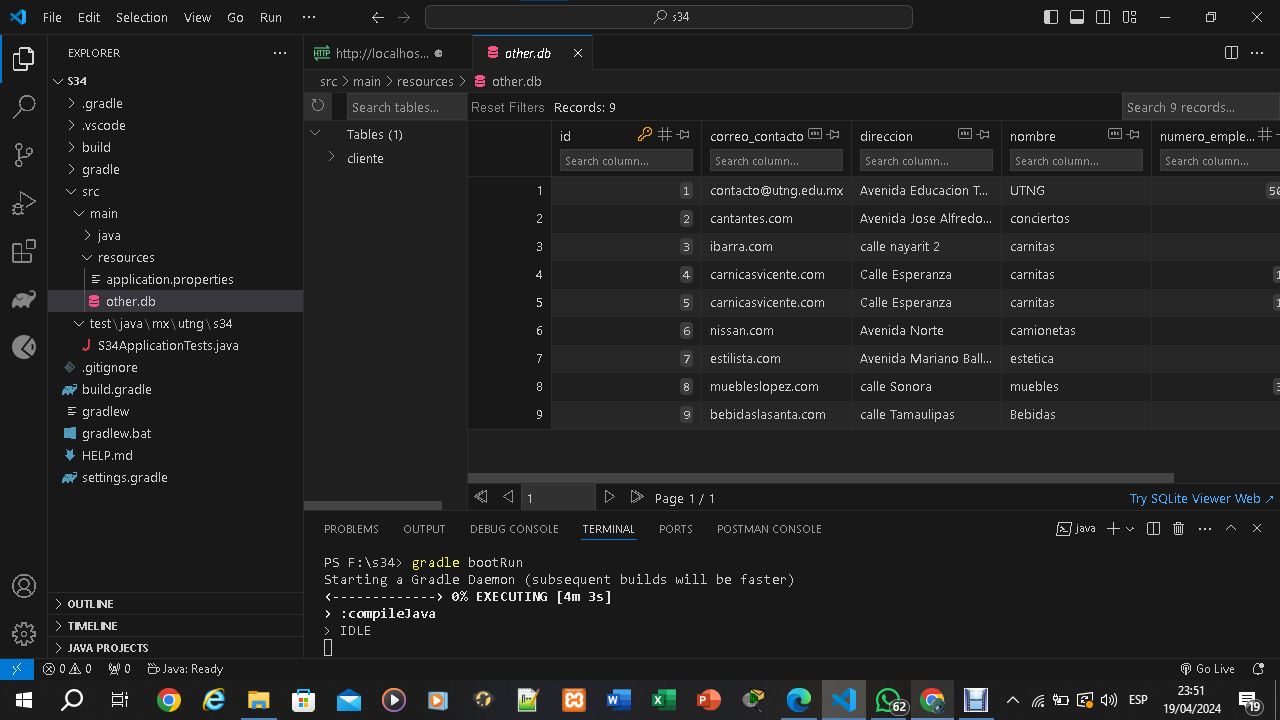 File Edit Selection View Go Run ··· s34
EXPLORER ···
S34
.gradle
.vscode
build
gradle
src
main
java
resources
application.properties
other.db
test\java\mx\utng\s34
S34ApplicationTests.java
.gitignore
build.gradle
gradlew
gradlew.bat
HELP.md
settings.gradle
OUTLINE
TIMELINE
JAVA PROJECTS
HTTP http://localhos... ● other.db
src > main > resources > other.db
Search tables... Reset Filters Records: 9 Search 9 records...
Tables (1)
cliente
id correo_contacto direccion nombre numero_emple...
Search column... Search column... Search column... Search column... Search column...
1 1 contacto@utng.edu.mx Avenida Educacion T... UTNG 50
2 2 cantantes.com Avenida Jose Alfredo... conciertos
3 3 ibarra.com calle nayarit 2 carnitas
4 4 carnicasvicente.com Calle Esperanza carnitas 1
5 5 carnicasvicente.com Calle Esperanza carnitas 1
6 6 nissan.com Avenida Norte camionetas
7 7 estilista.com Avenida Mariano Ball... estetica
8 8 muebleslopez.com calle Sonora muebles 3
9 9 bebidaslasanta.com calle Tamaulipas Bebidas
1 Page 1 / 1 Try SQLite Viewer Web ↗
PROBLEMS OUTPUT DEBUG CONSOLE TERMINAL PORTS POSTMAN CONSOLE java
PS F:\s34> gradle bootRun
Starting a Gradle Daemon (subsequent builds will be faster)
<-------------> 0% EXECUTING [4m 3s]
> :compileJava
> IDLE
0 0 0 Java: Ready Go Live
62 ESP 23:51
19/04/2024 19